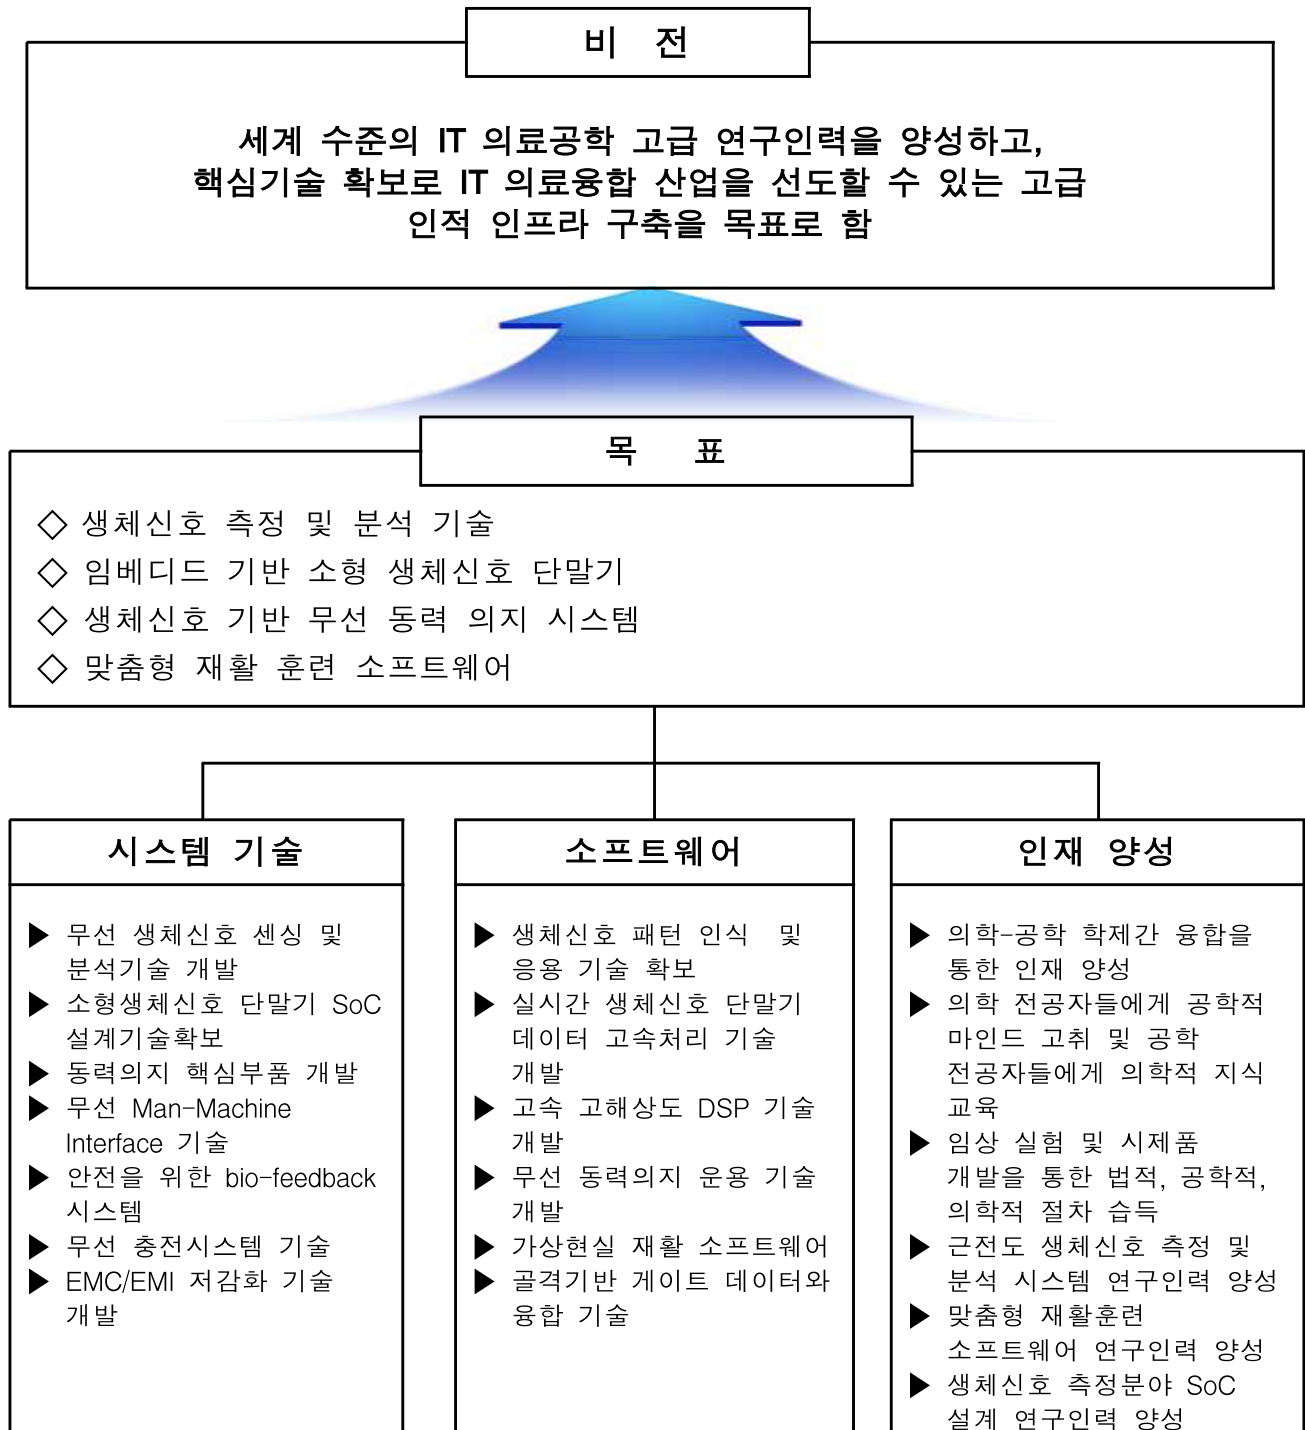 비 전
세계 수준의 IT 의료공학 고급 연구인력을 양성하고,
핵심기술 확보로 IT 의료융합 산업을 선도할 수 있는 고급
인적 인프라 구축을 목표로 함
목 표
◇ 생체신호 측정 및 분석 기술
◇ 임베디드 기반 소형 생체신호 단말기
◇ 생체신호 기반 무선 동력 의지 시스템
◇ 맞춤형 재활 훈련 소프트웨어
시스템 기술
▶ 무선 생체신호 센싱 및
분석기술 개발
▶ 소형생체신호 단말기 SoC
설계기술확보
▶ 동력의지 핵심부품 개발
▶ 무선 Man-Machine
Interface 기술
▶ 안전을 위한 bio-feedback
시스템
▶ 무선 충전시스템 기술
▶ EMC/EMI 저감화 기술
개발
소프트웨어
▶ 생체신호 패턴 인식 및
응용 기술 확보
▶ 실시간 생체신호 단말기
데이터 고속처리 기술
개발
▶ 고속 고해상도 DSP 기술
개발
▶ 무선 동력의지 운용 기술
개발
▶ 가상현실 재활 소프트웨어
▶ 골격기반 게이트 데이터와
융합 기술
인재 양성
▶ 의학-공학 학제간 융합을
통한 인재 양성
▶ 의학 전공자들에게 공학적
마인드 고취 및 공학
전공자들에게 의학적 지식
교육
▶ 임상 실험 및 시제품
개발을 통한 법적, 공학적,
의학적 절차 습득
▶ 근전도 생체신호 측정 및
분석 시스템 연구인력 양성
▶ 맞춤형 재활훈련
소프트웨어 연구인력 양성
▶ 생체신호 측정분야 SoC
설계 연구인력 양성